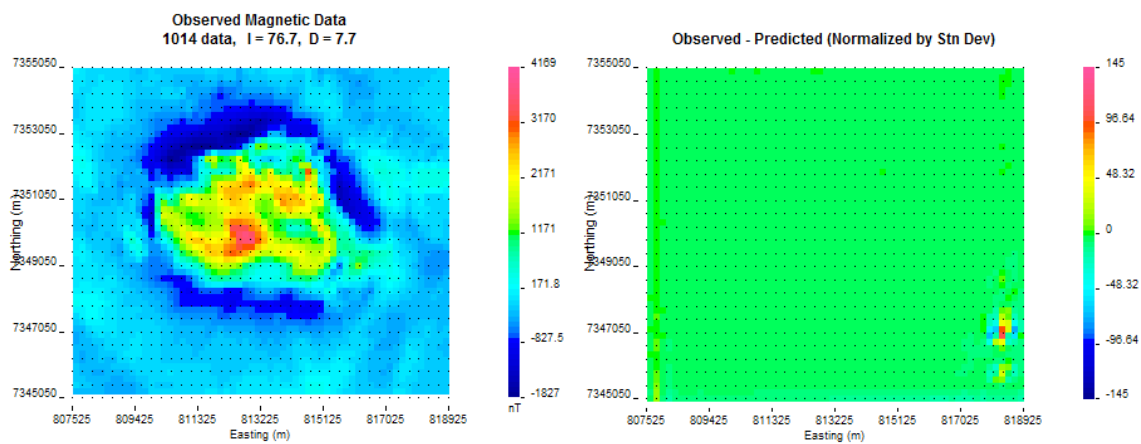 Observed Magnetic Data
1014 data, I = 76.7, D = 7.7
7355050
7353050
7351050
7349050
7347050
7345050
Northing (m)
807525 809425 811325 813225 815125 817025 818925
Easting (m)
4169
3170
2171
1171
171.8
-827.5
-1827
nT
Observed - Predicted (Normalized by Stn Dev)
7355050
7353050
7351050
7349050
7347050
7345050
Northing (m)
807525 809425 811325 813225 815125 817025 818925
Easting (m)
145
96.64
48.32
0
-48.32
-96.64
-145